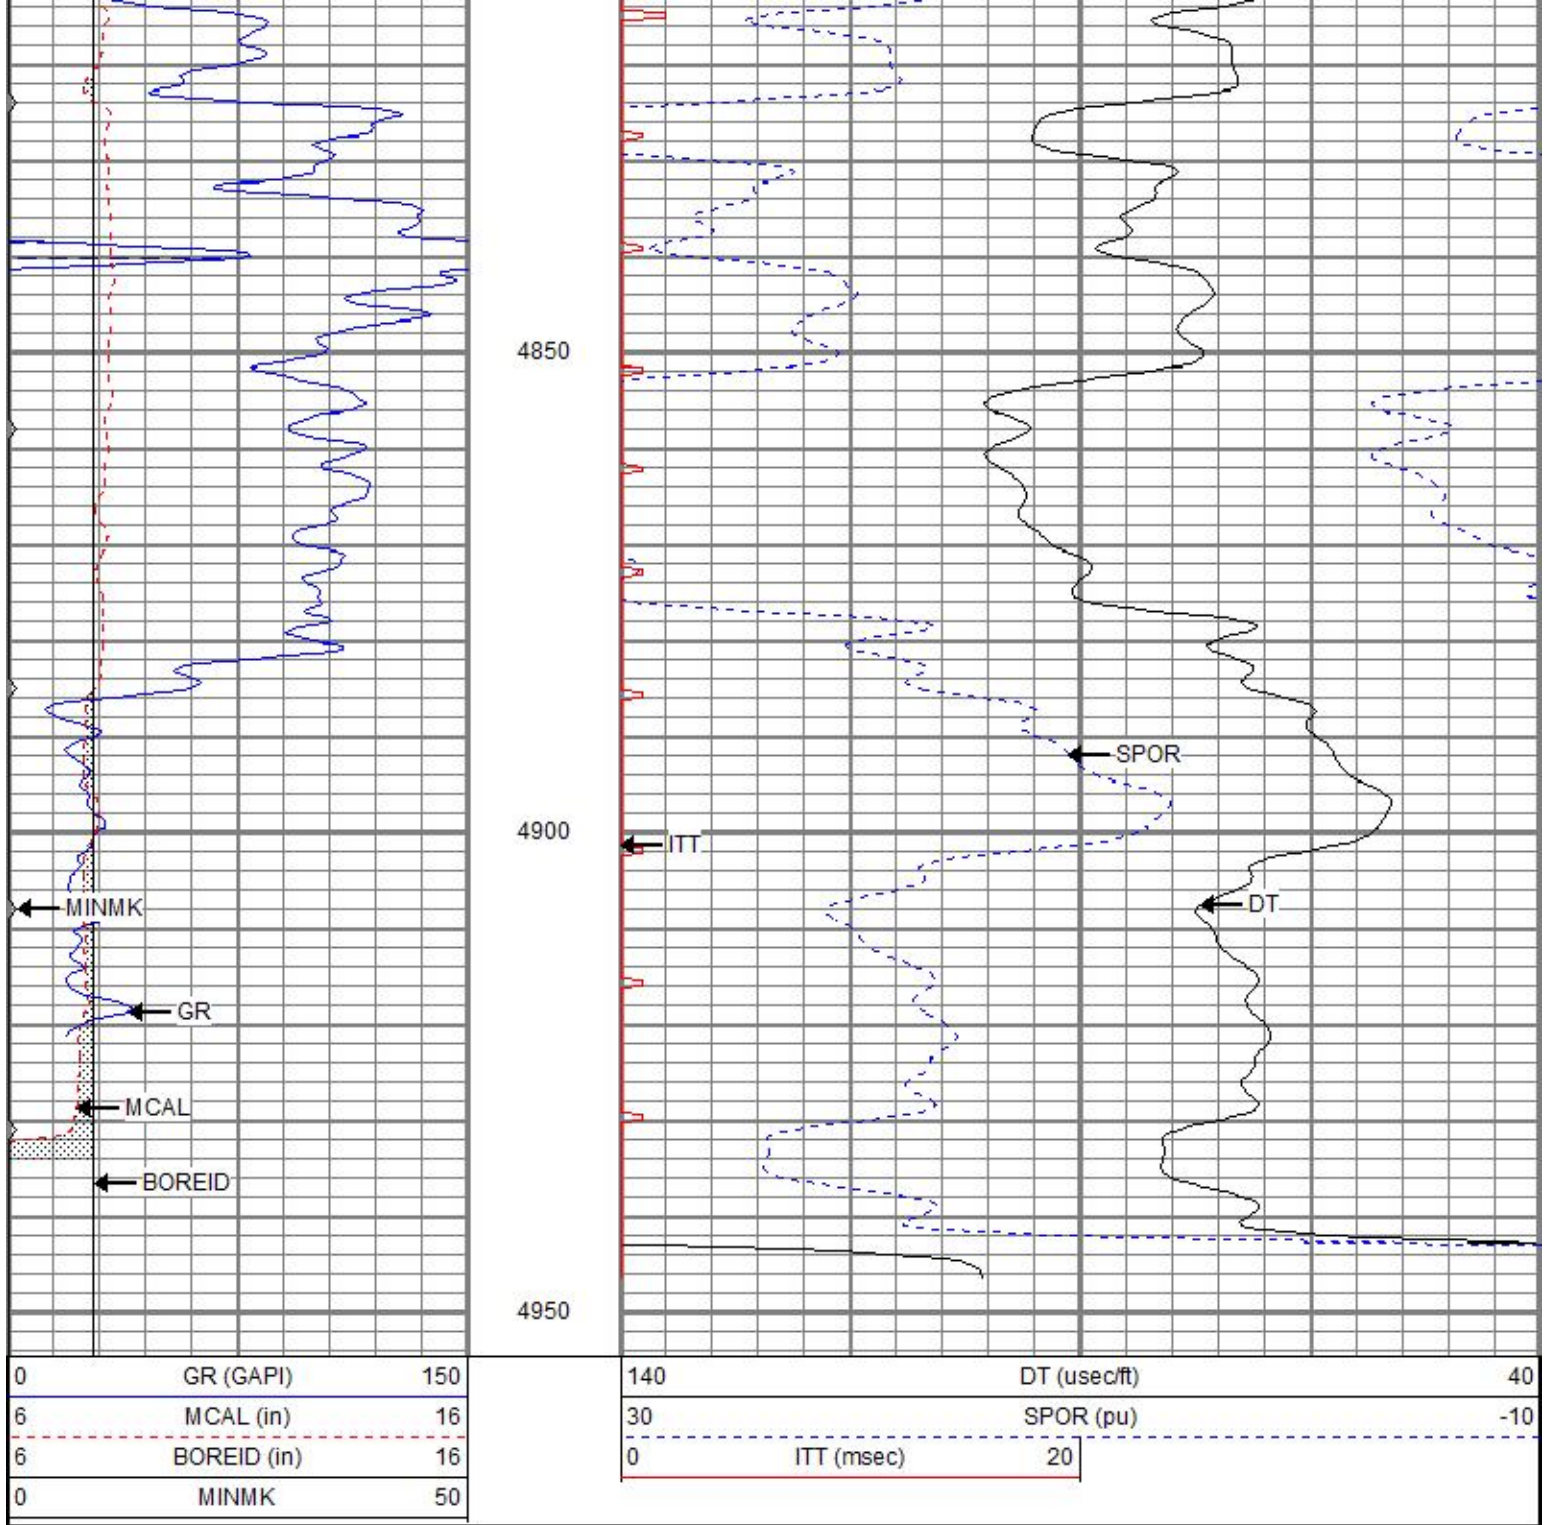 4850
SPOR
4900
ITT
MINMK
DT
GR
MCAL
BOREID
4950
0 GR (GAPI) 150
140 DT (usec/ft) 40
6 MCAL (in) 16
30 SPOR (pu) -10
6 BOREID (in) 16
0 ITT (msec) 20
0 MINMK 50